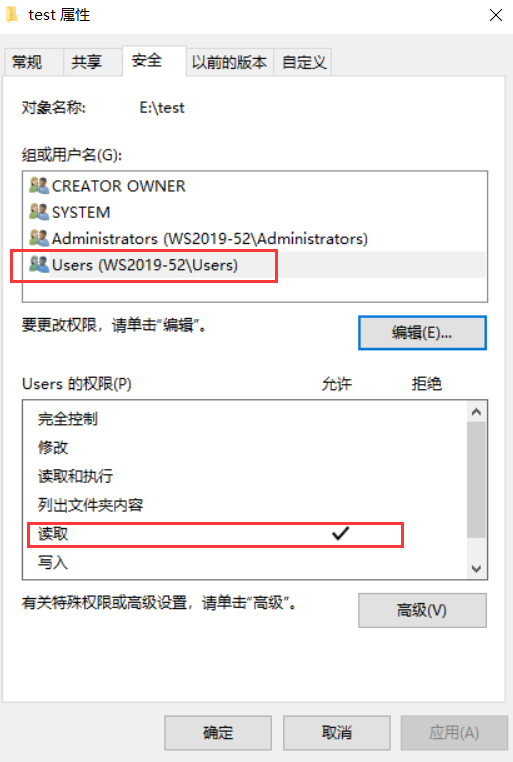 test 属性
常规 共享 安全 以前的版本 自定义
对象名称: E:\test
组或用户名(G):
CREATOR OWNER
SYSTEM
Administrators (WS2019-52\Administrators)
Users (WS2019-52\Users)
要更改权限，请单击“编辑”。
编辑(E)...
Users 的权限(P) 允许 拒绝
完全控制
修改
读取和执行
列出文件夹内容
读取
写入
有关特殊权限或高级设置，请单击“高级”。
高级(V)
确定 取消 应用(A)